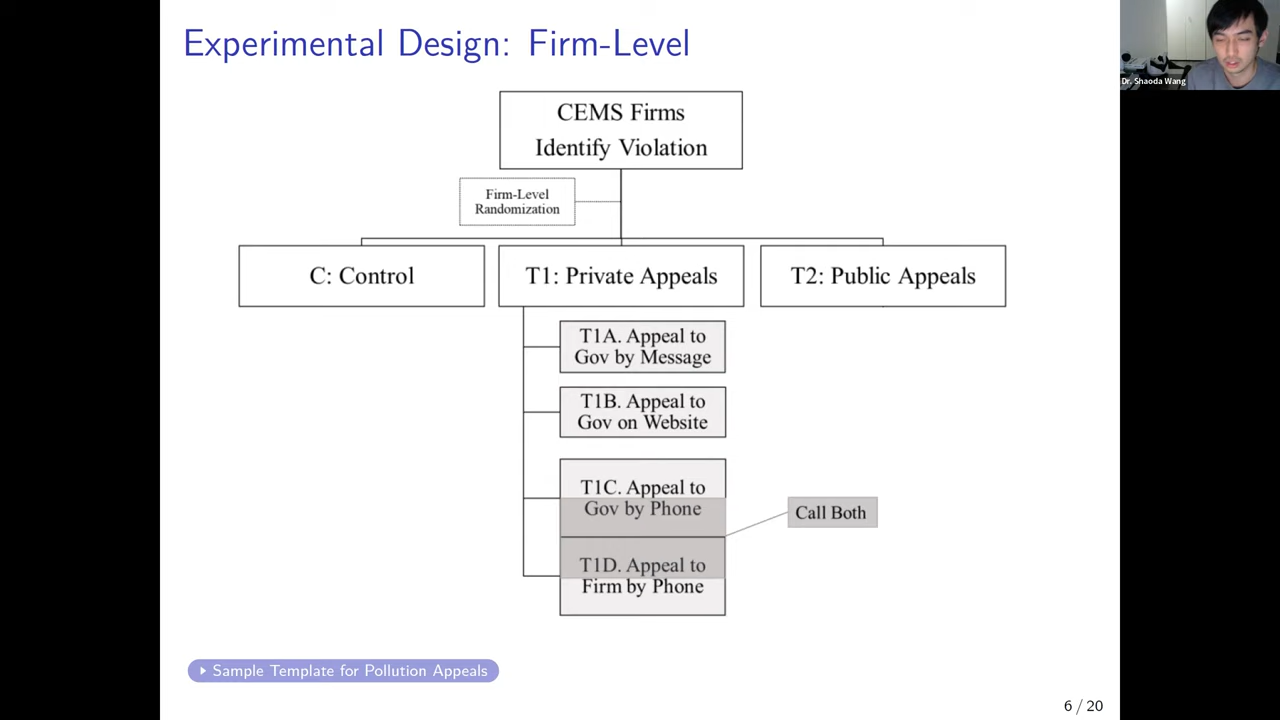 Experimental Design: Firm-Level
Dr. Shaoda Wang
CEMS Firms
Identify Violation
Firm-Level
Randomization
C: Control
T1: Private Appeals
T2: Public Appeals
T1A. Appeal to
Gov by Message
T1B. Appeal to
Gov on Website
T1C. Appeal to
Gov by Phone
Call Both
T1D. Appeal to
Firm by Phone
Sample Template for Pollution Appeals
6 / 20